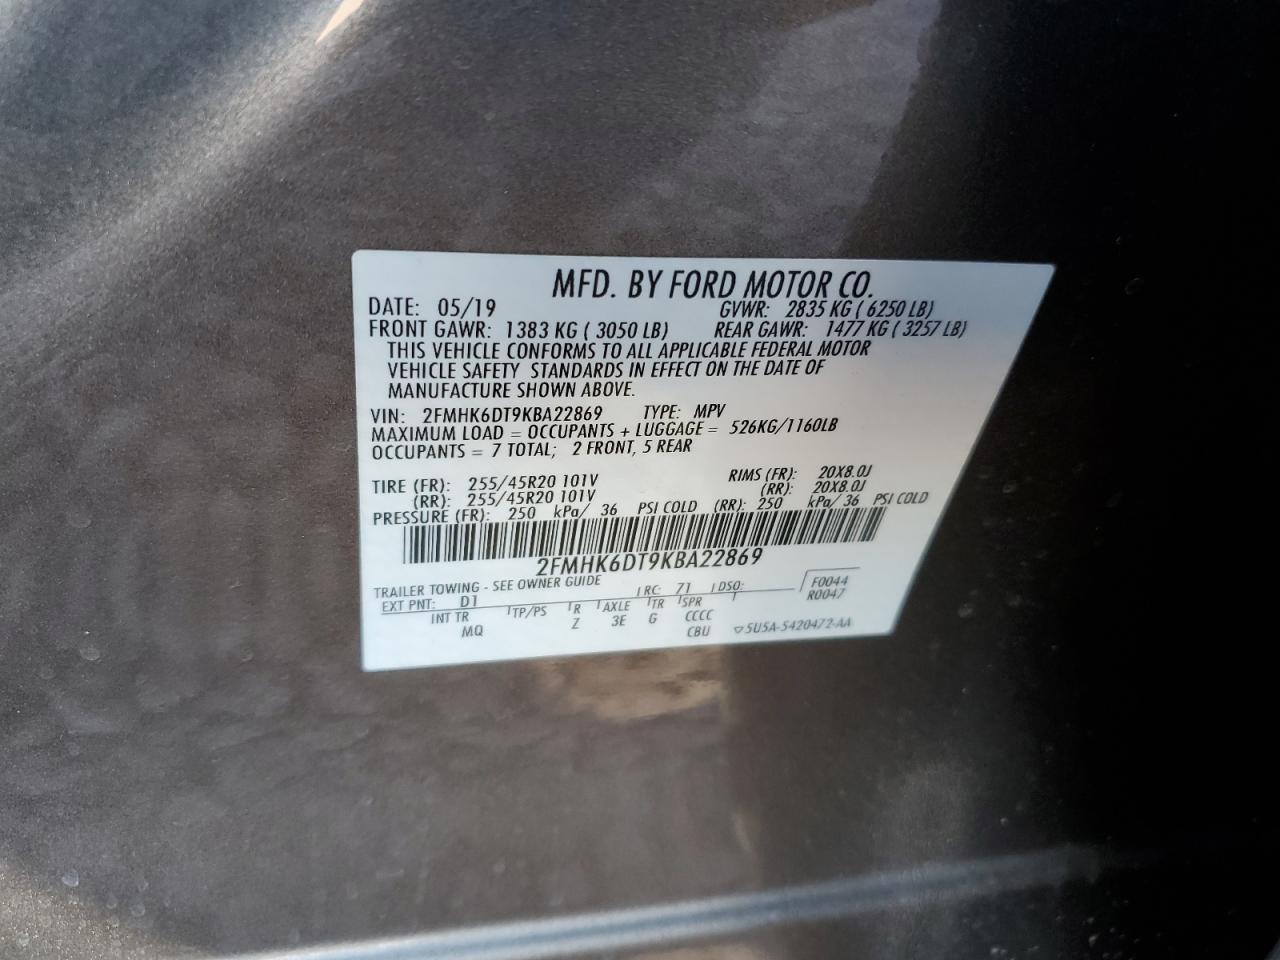 MFD. BY FORD MOTOR CO.
DATE: 05/19 GVWR: 2835 KG ( 6250 LB)
FRONT GAWR: 1383 KG ( 3050 LB) REAR GAWR: 1477 KG ( 3257 LB)
THIS VEHICLE CONFORMS TO ALL APPLICABLE FEDERAL MOTOR
VEHICLE SAFETY STANDARDS IN EFFECT ON THE DATE OF
MANUFACTURE SHOWN ABOVE.
VIN: 2FMHK6DT9KBA22869 TYPE: MPV
MAXIMUM LOAD = OCCUPANTS + LUGGAGE = 526KG/1160LB
OCCUPANTS = 7 TOTAL; 2 FRONT, 5 REAR
TIRE (FR): 255/45R20 101V RIMS (FR): 20X8.0J
(RR): 255/45R20 101V (RR): 20X8.0J
PRESSURE (FR): 250 kPa/ 36 PSI COLD (RR): 250 kPa/ 36 PSI COLD
2FMHK6DT9KBA22869
TRAILER TOWING - SEE OWNER GUIDE
EXT PNT: D1 RC: 71 DSO: F0044
R0047
INT TR TP/PS R AXLE TR SPR
MQ Z 3E G CCCC
CBU 5U5A-5420472-AA